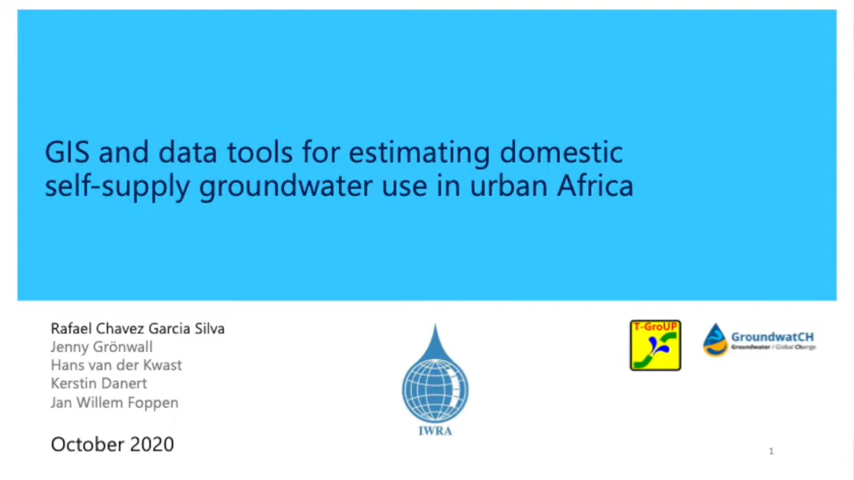 GIS and data tools for estimating domestic
self-supply groundwater use in urban Africa
Rafael Chavez Garcia Silva
Jenny Grönwall
Hans van der Kwast
Kerstin Danert
Jan Willem Foppen
October 2020
IWRA
T-GroUP
GroundwatCH
Groundwater / Global Change
1